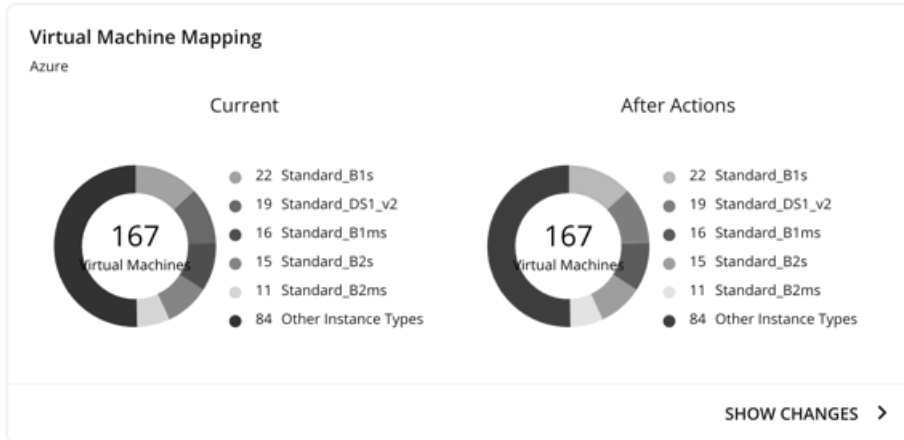 Virtual Machine Mapping
Azure
Current
167
Virtual Machines
22 Standard_B1s
19 Standard_DS1_v2
16 Standard_B1ms
15 Standard_B2s
11 Standard_B2ms
84 Other Instance Types
After Actions
167
Virtual Machines
22 Standard_B1s
19 Standard_DS1_v2
16 Standard_B1ms
15 Standard_B2s
11 Standard_B2ms
84 Other Instance Types
SHOW CHANGES